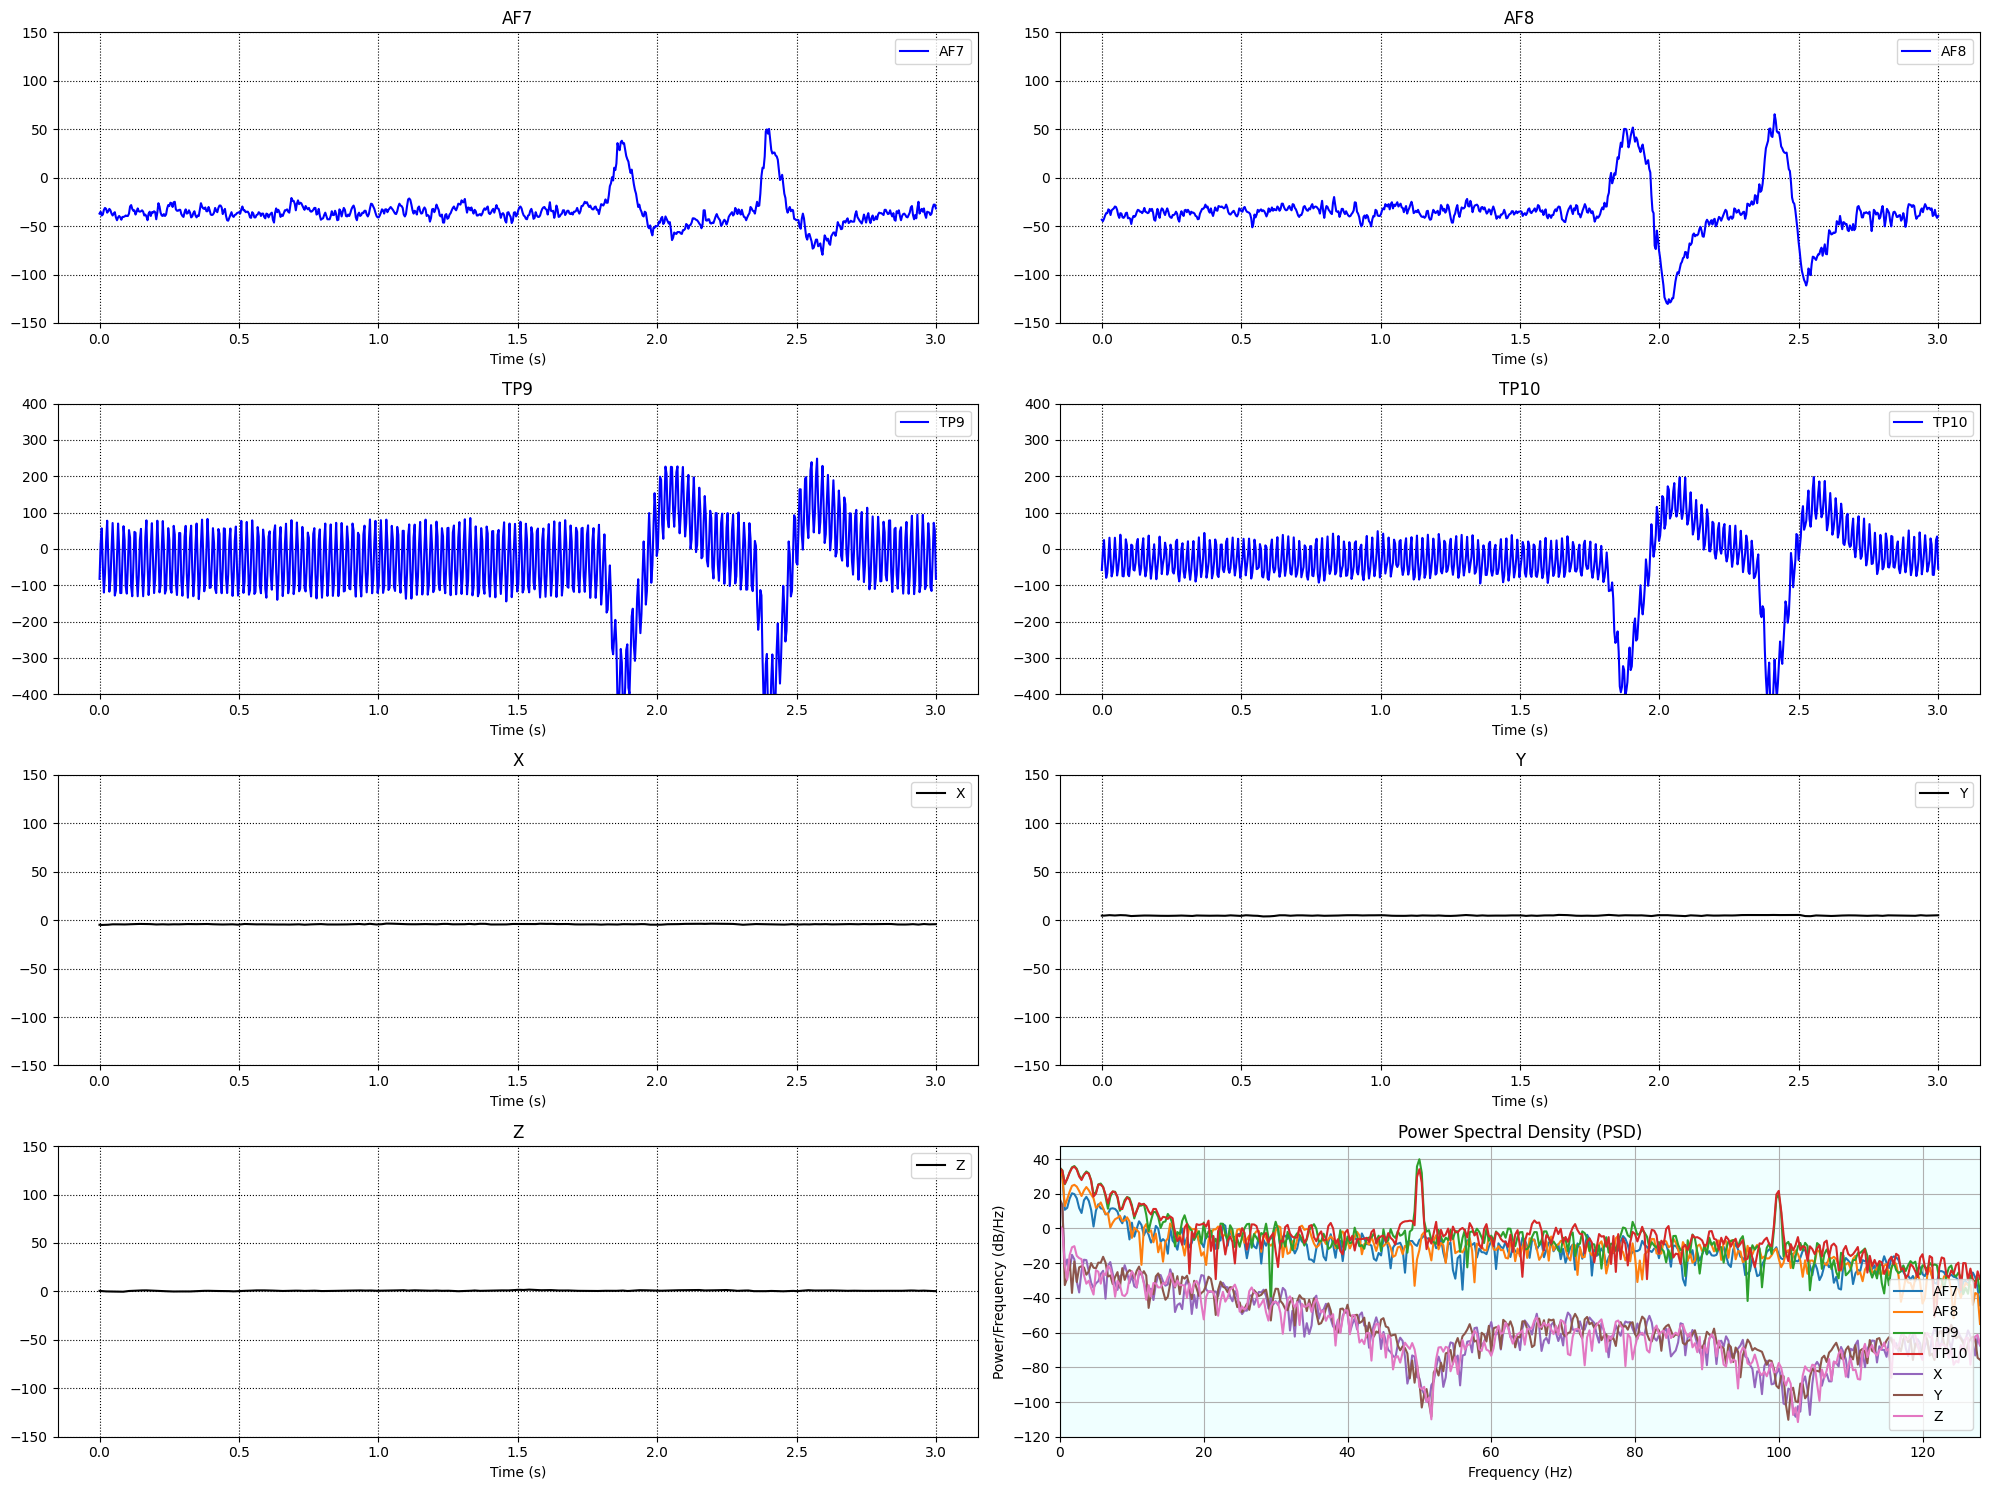 AF7
150
100
50
0
−50
−100
−150
AF7
0.0 0.5 1.0 1.5 2.0 2.5 3.0
Time (s)
AF8
150
100
50
0
−50
−100
−150
AF8
0.0 0.5 1.0 1.5 2.0 2.5 3.0
Time (s)
TP9
400
300
200
100
0
−100
−200
−300
−400
TP9
0.0 0.5 1.0 1.5 2.0 2.5 3.0
Time (s)
TP10
400
300
200
100
0
−100
−200
−300
−400
TP10
0.0 0.5 1.0 1.5 2.0 2.5 3.0
Time (s)
X
150
100
50
0
−50
−100
−150
X
0.0 0.5 1.0 1.5 2.0 2.5 3.0
Time (s)
Y
150
100
50
0
−50
−100
−150
Y
0.0 0.5 1.0 1.5 2.0 2.5 3.0
Time (s)
Z
150
100
50
0
−50
−100
−150
Z
0.0 0.5 1.0 1.5 2.0 2.5 3.0
Time (s)
Power Spectral Density (PSD)
Power/Frequency (dB/Hz)
40
20
0
−20
−40
−60
−80
−100
−120
AF7
AF8
TP9
TP10
X
Y
Z
0 20 40 60 80 100 120
Frequency (Hz)